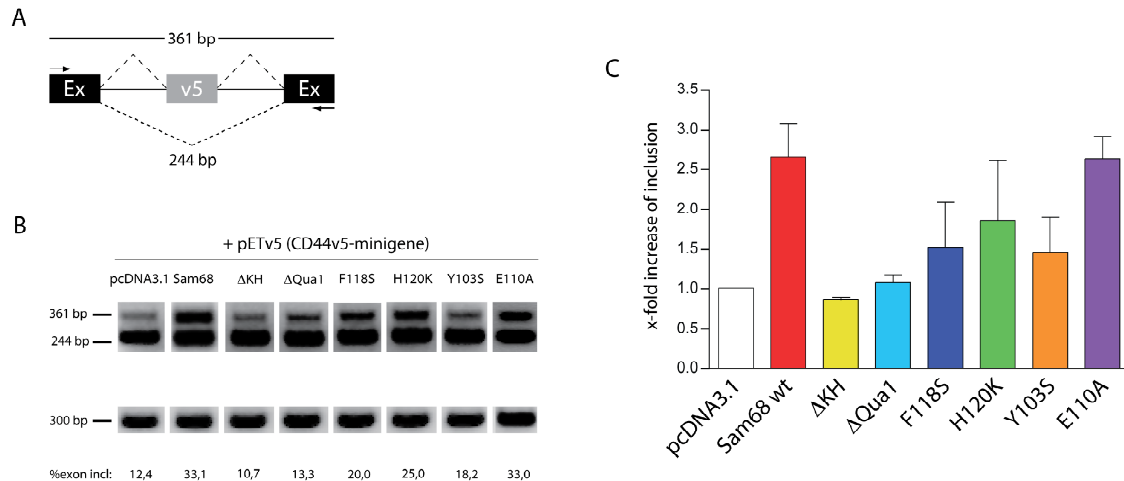 A
361 bp
Ex v5 Ex
244 bp
B
+ pETv5 (CD44v5-minigene)
pcDNA3.1 Sam68 ΔKH ΔQua1 F118S H120K Y103S E110A
361 bp
244 bp
300 bp
%exon incl: 12,4 33,1 10,7 13,3 20,0 25,0 18,2 33,0
C
x-fold increase of inclusion
3.5
3.0
2.5
2.0
1.5
1.0
0.5
0.0
pcDNA3.1
Sam68 wt
ΔKH
ΔQua1
F118S
H120K
Y103S
E110A